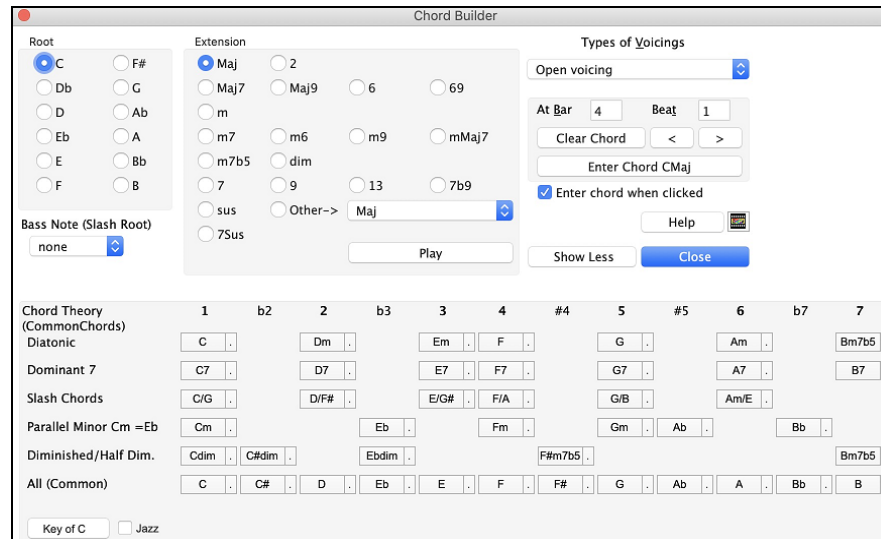 Chord Builder
Root
Extension
Types of Voicings
C F# Maj 2 Open voicing
Db G Maj7 Maj9 6 69
D Ab m At Bar 4 Beat 1
Eb A m7 m6 m9 mMaj7 Clear Chord < >
E Bb m7b5 dim Enter Chord CMaj
F B 7 9 13 7b9 Enter chord when clicked
sus Other-> Maj
Bass Note (Slash Root) Help
none 7Sus
Play Show Less Close
Chord Theory 1 b2 2 b3 3 4 #4 5 #5 6 b7 7
(CommonChords)
Diatonic C . Dm . Em . F . G . Am . Bm7b5
Dominant 7 C7 . D7 . E7 . F7 . G7 . A7 . B7
Slash Chords C/G . D/F# . E/G# . F/A . G/B . Am/E .
Parallel Minor Cm =Eb Cm . Eb . Fm . Gm . Ab . Bb .
Diminished/Half Dim. Cdim . C#dim . Ebdim . F#m7b5 . Bm7b5
All (Common) C . C# . D . Eb . E . F . F# . G . Ab . A . Bb . B
Key of C Jazz